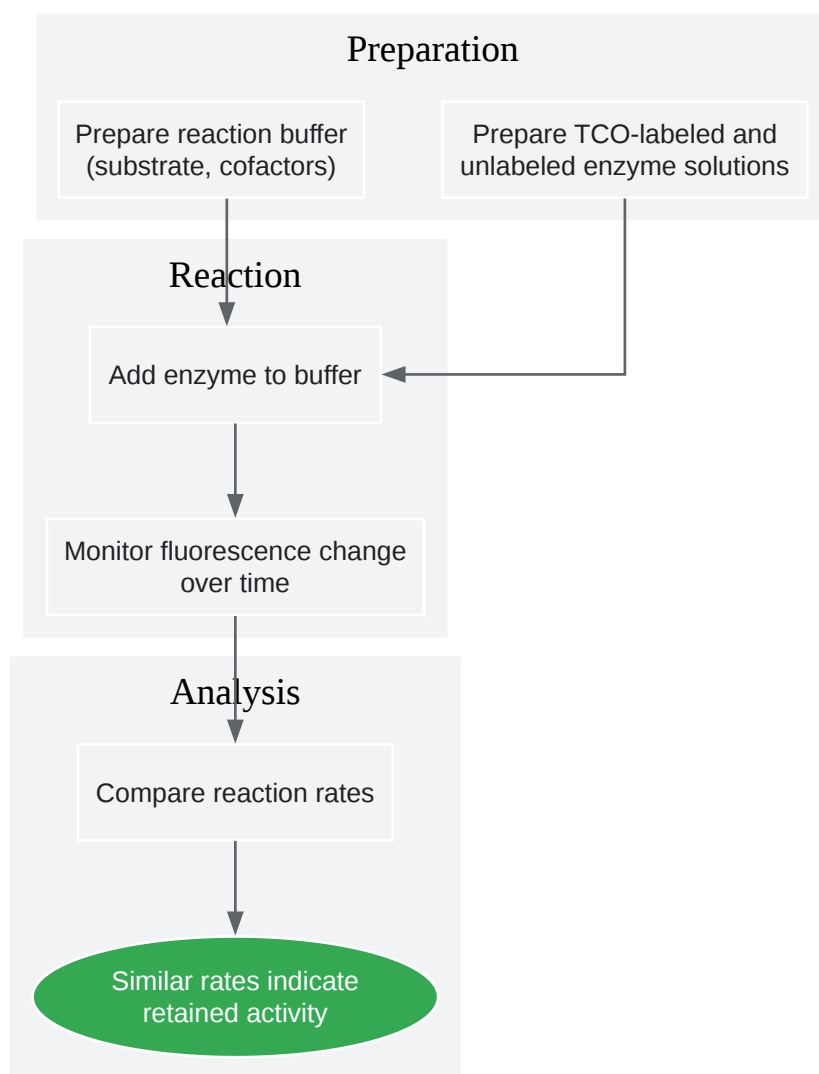 Preparation
Prepare reaction buffer
(substrate, cofactors)
Prepare TCO-labeled and
unlabeled enzyme solutions
Reaction
Add enzyme to buffer
Monitor fluorescence change
over time
Analysis
Compare reaction rates
Similar rates indicate
retained activity